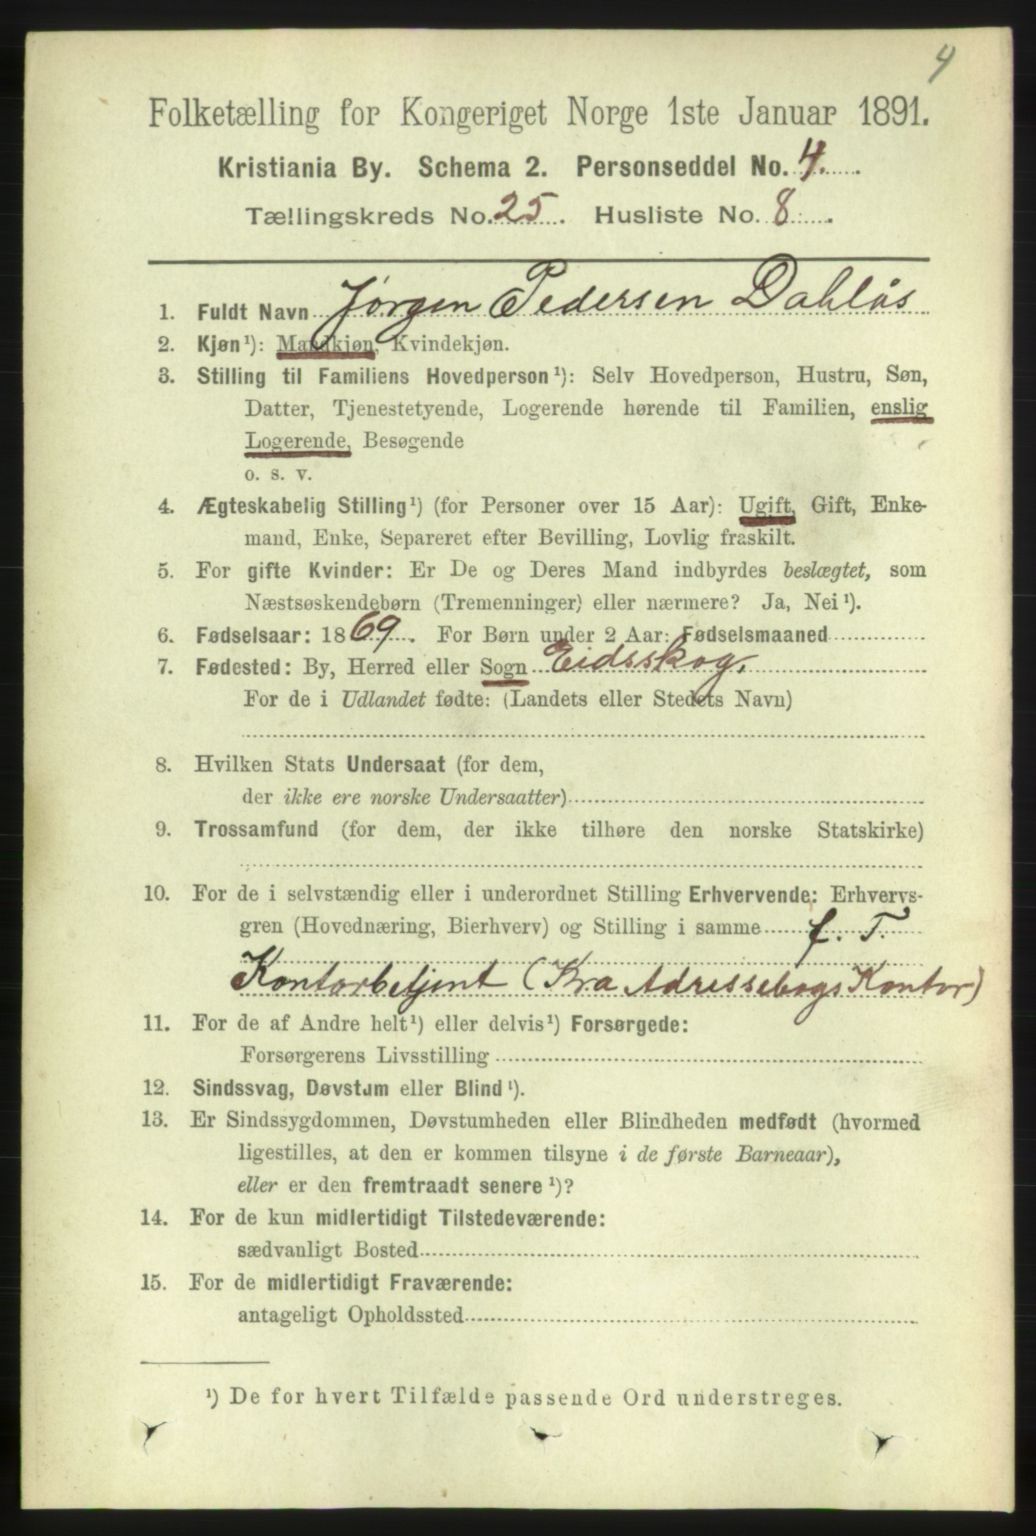 4
Folketælling for Kongeriget Norge 1ste Januar 1891.
Kristiania By. Schema 2. Personseddel No. 4.
Tællingskreds No. 25. Husliste No. 8.
1. Fuldt Navn Jørgen Pedersen Dahlås
2. Kjøn¹): Mandkjøn, Kvindekjøn.
3. Stilling til Familiens Hovedperson¹): Selv Hovedperson, Hustru, Søn,
Datter, Tjenestetyende, Logerende hørende til Familien, enslig
Logerende, Besøgende
o. s. v.
4. Ægteskabelig Stilling¹) (for Personer over 15 Aar): Ugift, Gift, Enke-
mand, Enke, Separeret efter Bevilling, Lovlig fraskilt.
5. For gifte Kvinder: Er De og Deres Mand indbyrdes beslægtet, som
Næstsøskendebørn (Tremenninger) eller nærmere? Ja, Nei¹).
6. Fødselsaar: 1869. For Børn under 2 Aar: Fødselsmaaned
7. Fødested: By, Herred eller Sogn Eidsskog.
For de i Udlandet fødte: (Landets eller Stedets Navn)
8. Hvilken Stats Undersaat (for dem,
der ikke ere norske Undersaatter)
9. Trossamfund (for dem, der ikke tilhøre den norske Statskirke)
10. For de i selvstændig eller i underordnet Stilling Erhvervende: Erhvervs-
gren (Hovednæring, Bierhverv) og Stilling i samme f. T.
Kontorbetjent (Kra Adressebogs Kontor)
11. For de af Andre helt¹) eller delvis¹) Forsørgede:
Forsørgerens Livsstilling
12. Sindssvag, Døvstum eller Blind¹).
13. Er Sindssygdommen, Døvstumheden eller Blindheden medfødt (hvormed
ligestilles, at den er kommen tilsyne i de første Barneaar),
eller er den fremtraadt senere¹)?
14. For de kun midlertidigt Tilstedeværende:
sædvanligt Bosted
15. For de midlertidigt Fraværende:
antageligt Opholdssted
¹) De for hvert Tilfælde passende Ord understreges.